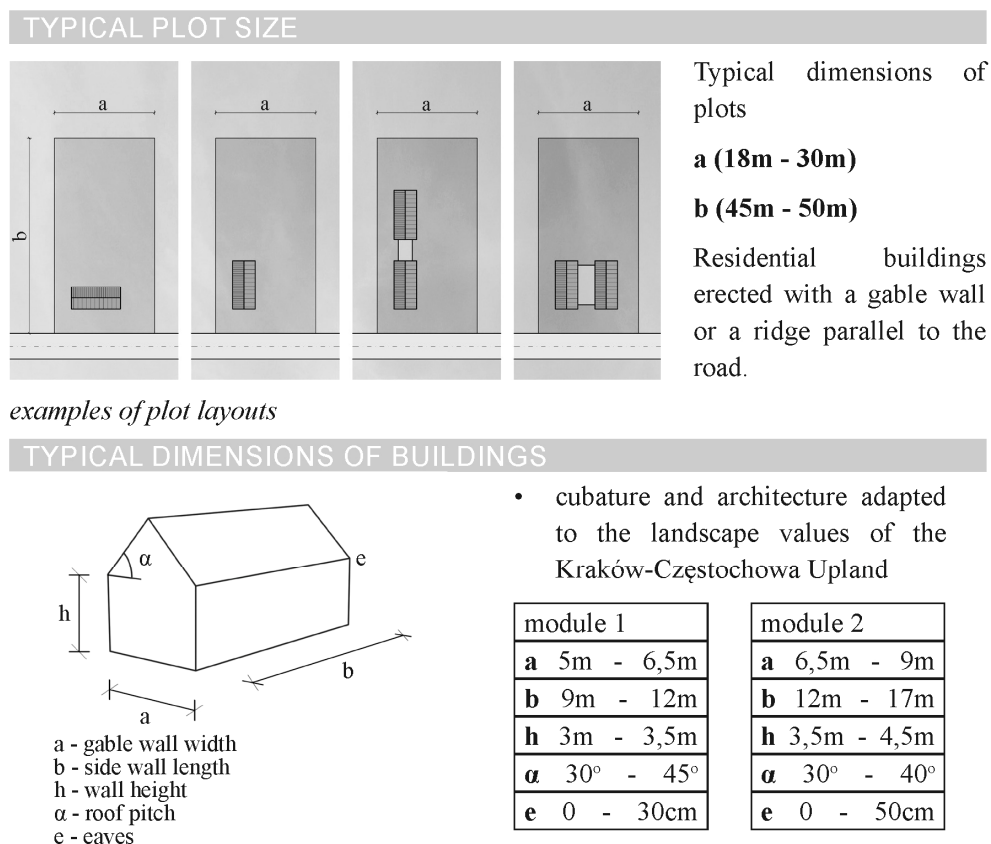 TYPICAL PLOT SIZE
a
a
a
a
b
Typical dimensions of
plots
a (18m - 30m)
b (45m - 50m)
Residential buildings
erected with a gable wall
or a ridge parallel to the
road.
examples of plot layouts
TYPICAL DIMENSIONS OF BUILDINGS
α
e
h
b
a
a - gable wall width
b - side wall length
h - wall height
α - roof pitch
e - eaves
• cubature and architecture adapted
to the landscape values of the
Kraków-Częstochowa Upland
module 1
a 5m - 6,5m
b 9m - 12m
h 3m - 3,5m
α 30° - 45°
e 0 - 30cm
module 2
a 6,5m - 9m
b 12m - 17m
h 3,5m - 4,5m
α 30° - 40°
e 0 - 50cm